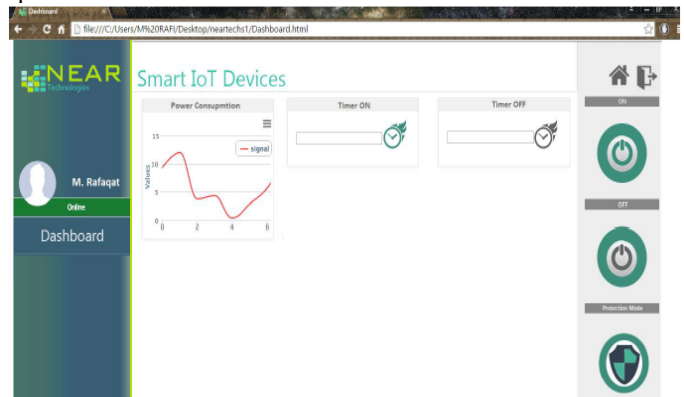 Dashboard
file:///C:/Users/M%20RAFI/Desktop/neartechs1/Dashboard.html
NEAR
Technologies
Smart IoT Devices
M. Rafaqat
Online
Dashboard
Power Consupmtion
signal
Values
15
10
5
0
0 2 4 6
Timer ON
Timer OFF
ON
OFF
Protection Mode